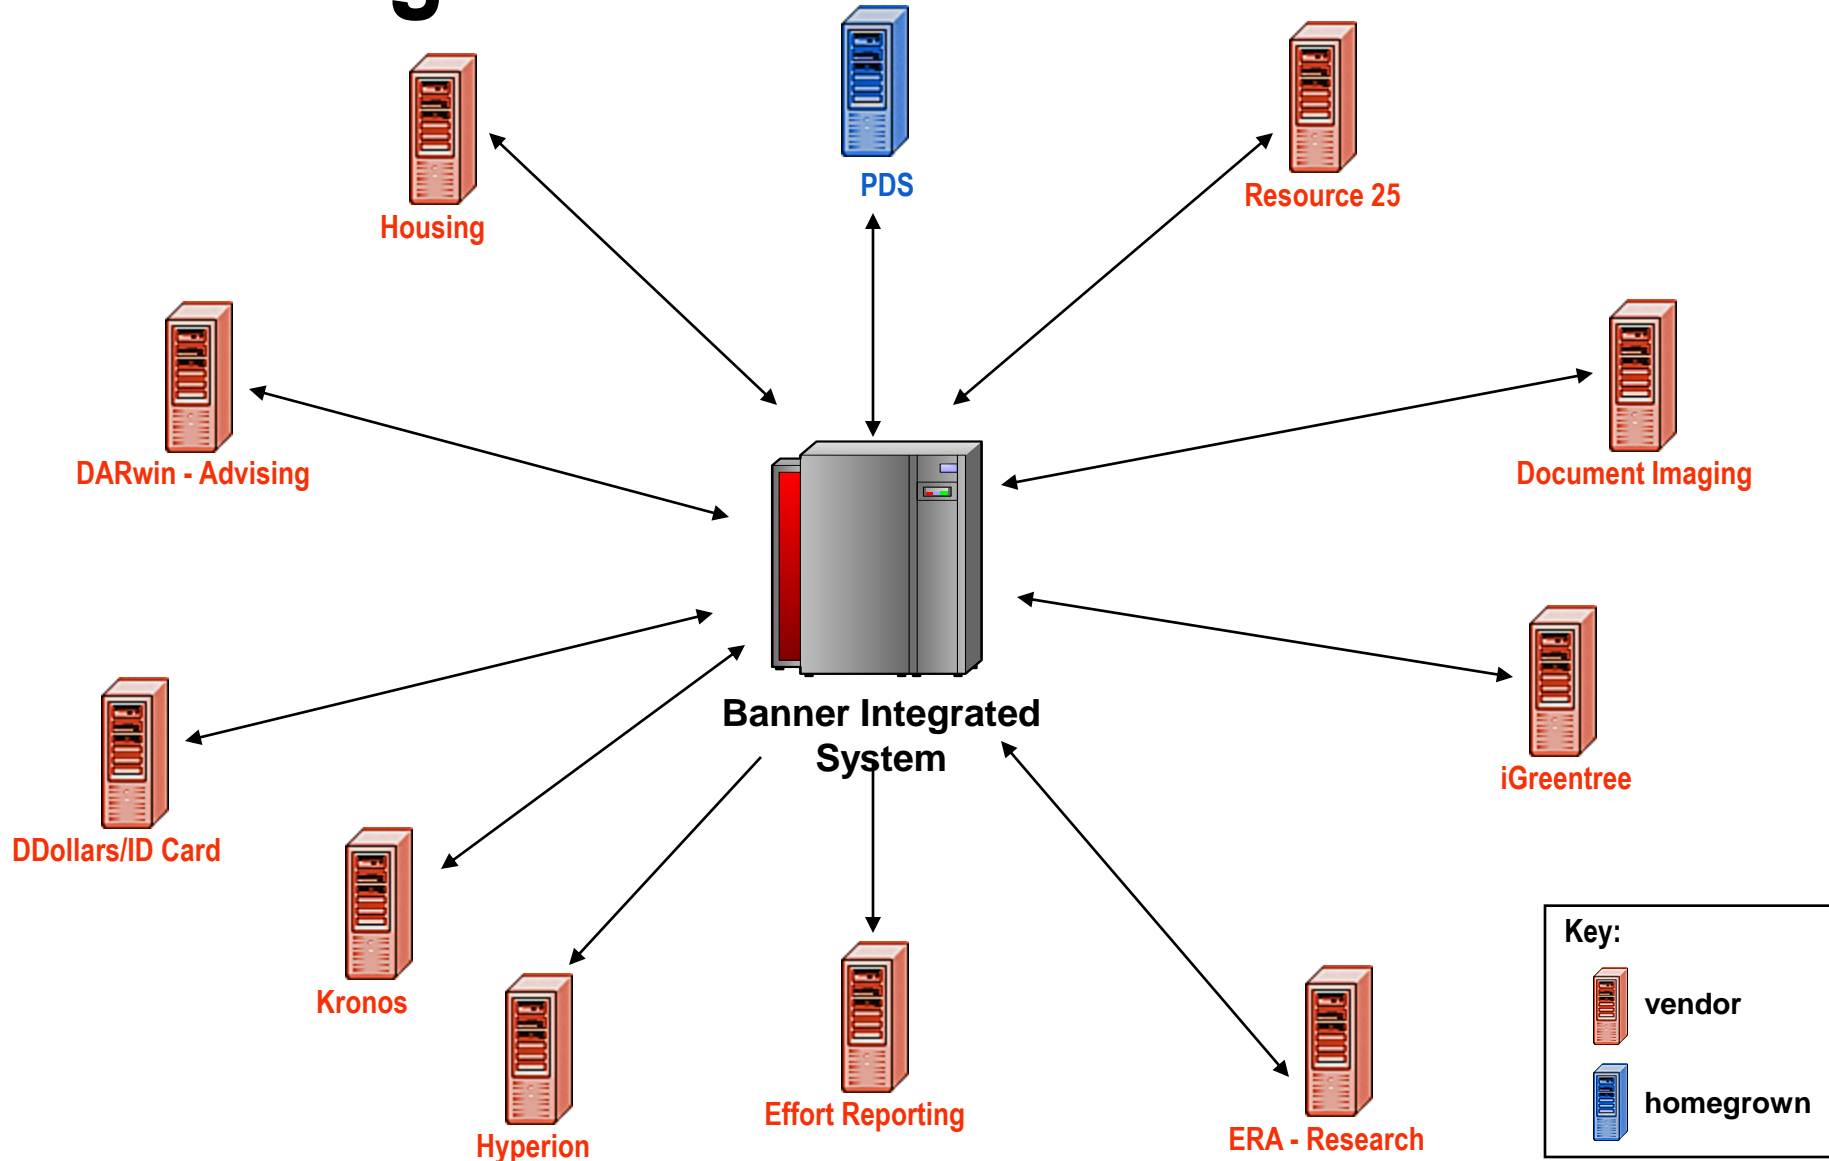 PDS
Resource 25
Housing
DARwin - Advising
Document Imaging
Banner Integrated
System
iGreentree
DDollars/ID Card
Kronos
Hyperion
Effort Reporting
ERA - Research
Key:
vendor
homegrown